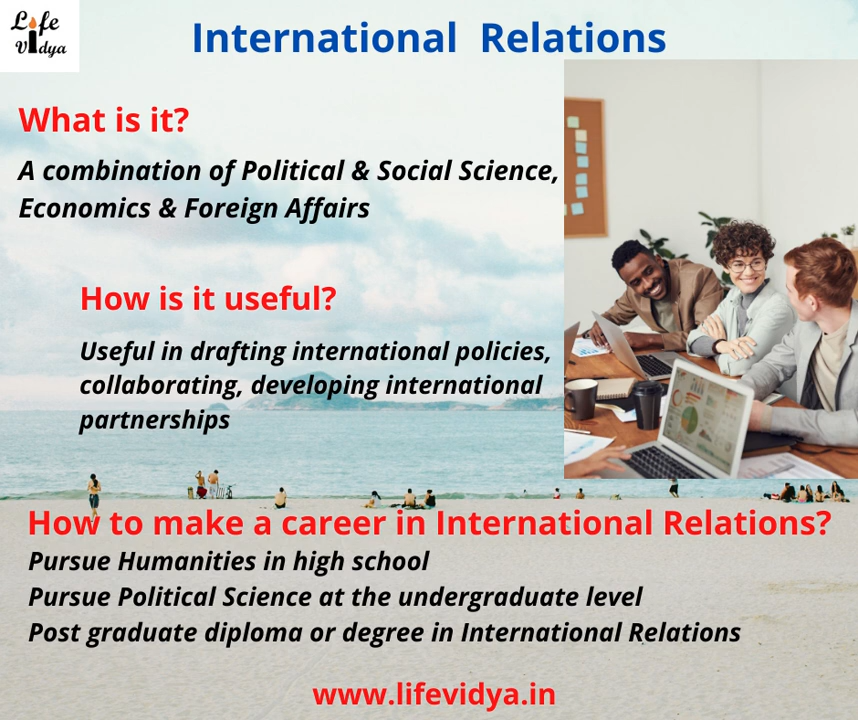 Life
Vidya
International Relations
What is it?
A combination of Political & Social Science,
Economics & Foreign Affairs
How is it useful?
Useful in drafting international policies,
collaborating, developing international
partnerships
How to make a career in International Relations?
Pursue Humanities in high school
Pursue Political Science at the undergraduate level
Post graduate diploma or degree in International Relations
www.lifevidya.in